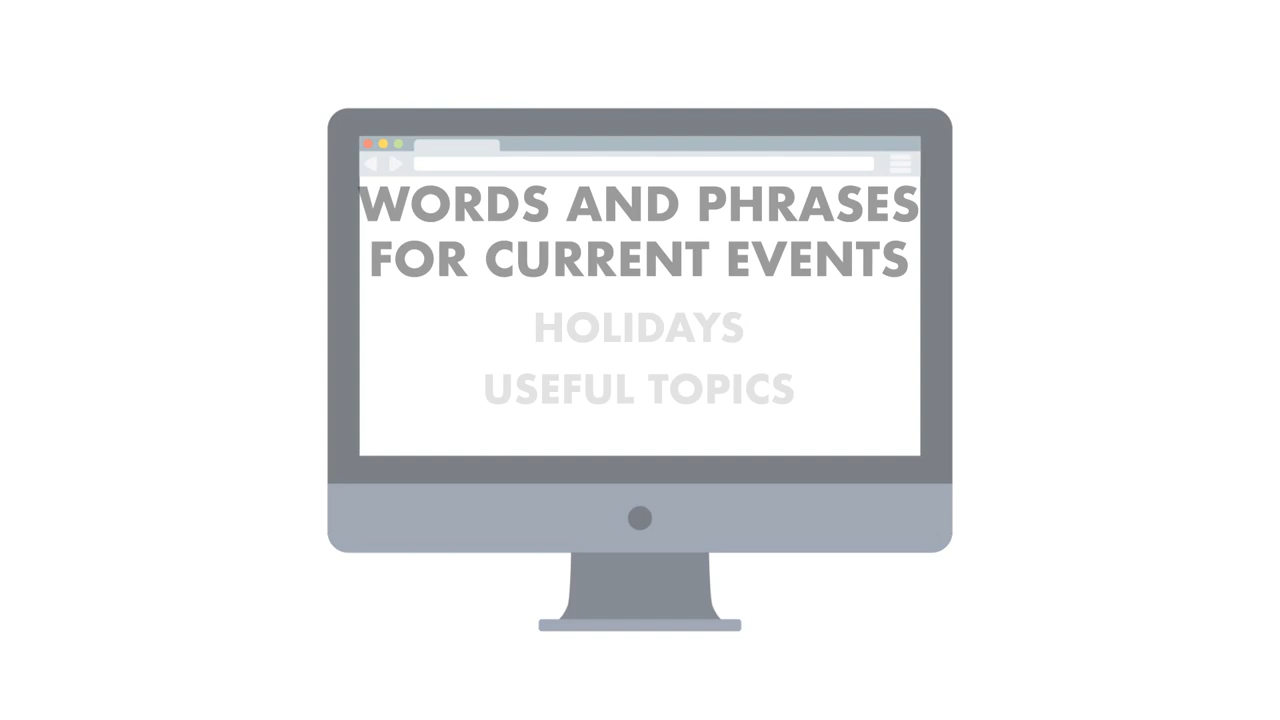 WORDS AND PHRASES
FOR CURRENT EVENTS
HOLIDAYS
USEFUL TOPICS